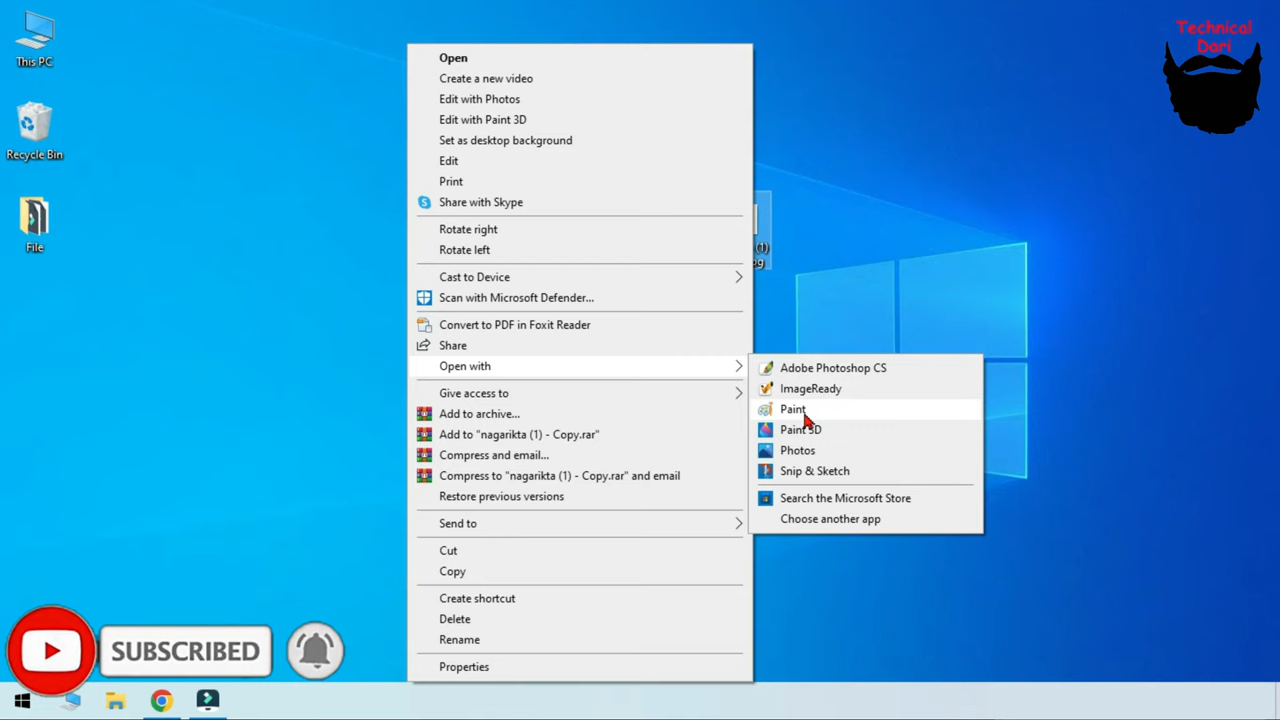 Technical
Dari
This PC
Recycle Bin
File
Open
Create a new video
Edit with Photos
Edit with Paint 3D
Set as desktop background
Edit
Print
Share with Skype
Rotate right
Rotate left
Cast to Device
Scan with Microsoft Defender...
Convert to PDF in Foxit Reader
Share
Open with
Give access to
Add to archive...
Add to "nagarikta (1) - Copy.rar"
Compress and email...
Compress to "nagarikta (1) - Copy.rar" and email
Restore previous versions
Send to
Cut
Copy
Create shortcut
Delete
Rename
Properties
(1)
Adobe Photoshop CS
ImageReady
Paint
Paint 3D
Photos
Snip & Sketch
Search the Microsoft Store
Choose another app
SUBSCRIBED